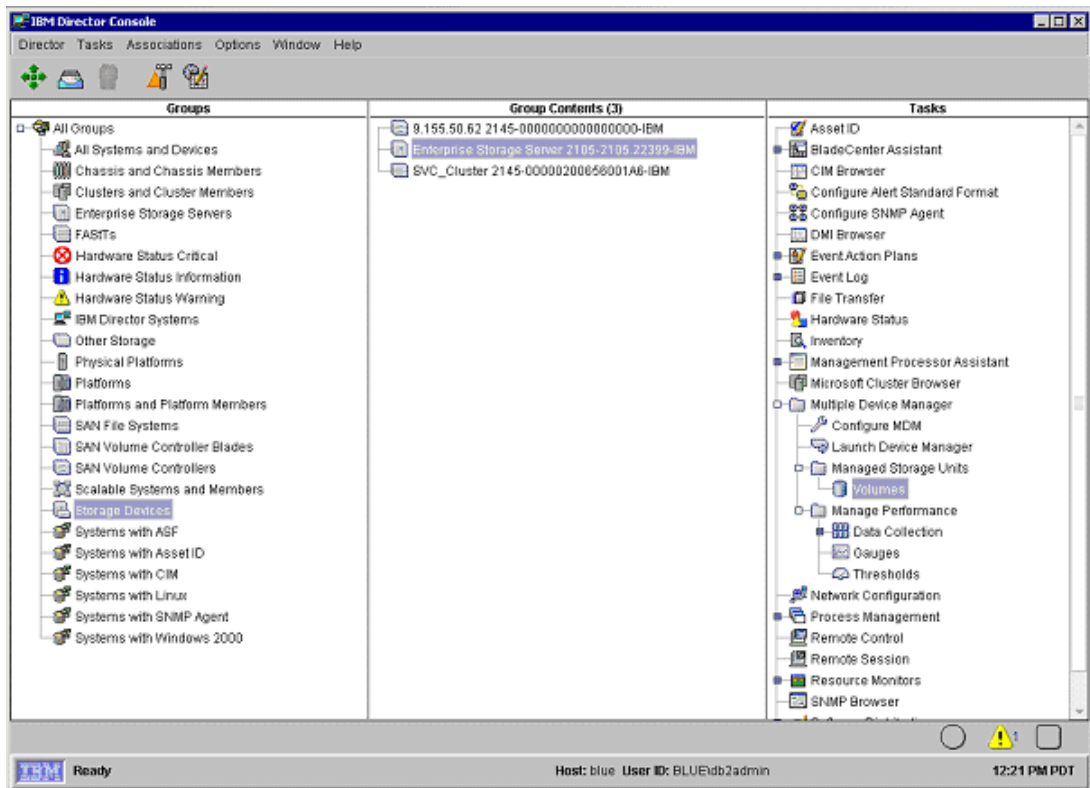 IBM Director Console
Director Tasks Associations Options Window Help
Groups
All Groups
All Systems and Devices
Chassis and Chassis Members
Clusters and Cluster Members
Enterprise Storage Servers
FAStTs
Hardware Status Critical
Hardware Status Information
Hardware Status Warning
IBM Director Systems
Other Storage
Physical Platforms
Platforms
Platforms and Platform Members
SAN File Systems
SAN Volume Controller Blades
SAN Volume Controllers
Scalable Systems and Members
Storage Devices
Systems with ASF
Systems with Asset ID
Systems with CIM
Systems with Linux
Systems with SNMP Agent
Systems with Windows 2000
Group Contents (3)
9.155.50.62 2145-0000000000000000-IBM
Enterprise Storage Server 2105-2105.22399-IBM
SVC_Cluster 2145-00000200658001A6-IBM
Tasks
Asset ID
BladeCenter Assistant
CIM Browser
Configure Alert Standard Format
Configure SNMP Agent
DMI Browser
Event Action Plans
Event Log
File Transfer
Hardware Status
Inventory
Management Processor Assistant
Microsoft Cluster Browser
Multiple Device Manager
Configure MDM
Launch Device Manager
Managed Storage Units
Volumes
Manage Performance
Data Collection
Gauges
Thresholds
Network Configuration
Process Management
Remote Control
Remote Session
Resource Monitors
SNMP Browser
1
IBM Ready
Host: blue User ID: BLUE\db2admin
12:21 PM PDT